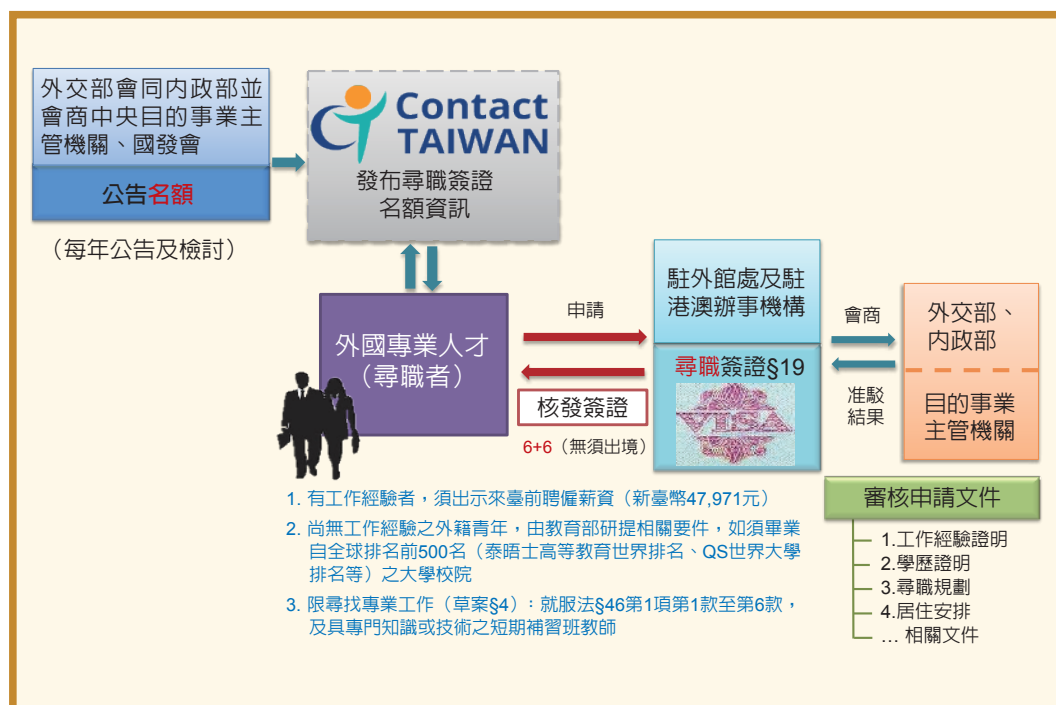 外交部會同内政部並
會商中央目的事業主
管機關、國發會
公告名額
（每年公告及檢討）
Contact
TAIWAN
發布尋職簽證
名額資訊
外國專業人才
（尋職者）
申請
核發簽證
6+6（無須出境）
駐外館處及駐
港澳辦事機構
尋職簽證§19
VISA
會商
准駁
結果
外交部、
内政部
目的事業
主管機關
審核申請文件
1.工作經驗證明
2.學歷證明
3.尋職規劃
4.居住安排
… 相關文件
1. 有工作經驗者，須出示來臺前聘僱薪資（新臺幣47,971元）
2. 尚無工作經驗之外籍青年，由教育部研提相關要件，如須畢業
自全球排名前500名（泰晤士高等教育世界排名、QS世界大學
排名等）之大學校院
3. 限尋找專業工作（草案§4）：就服法§46第1項第1款至第6款，
及具專門知識或技術之短期補習班教師